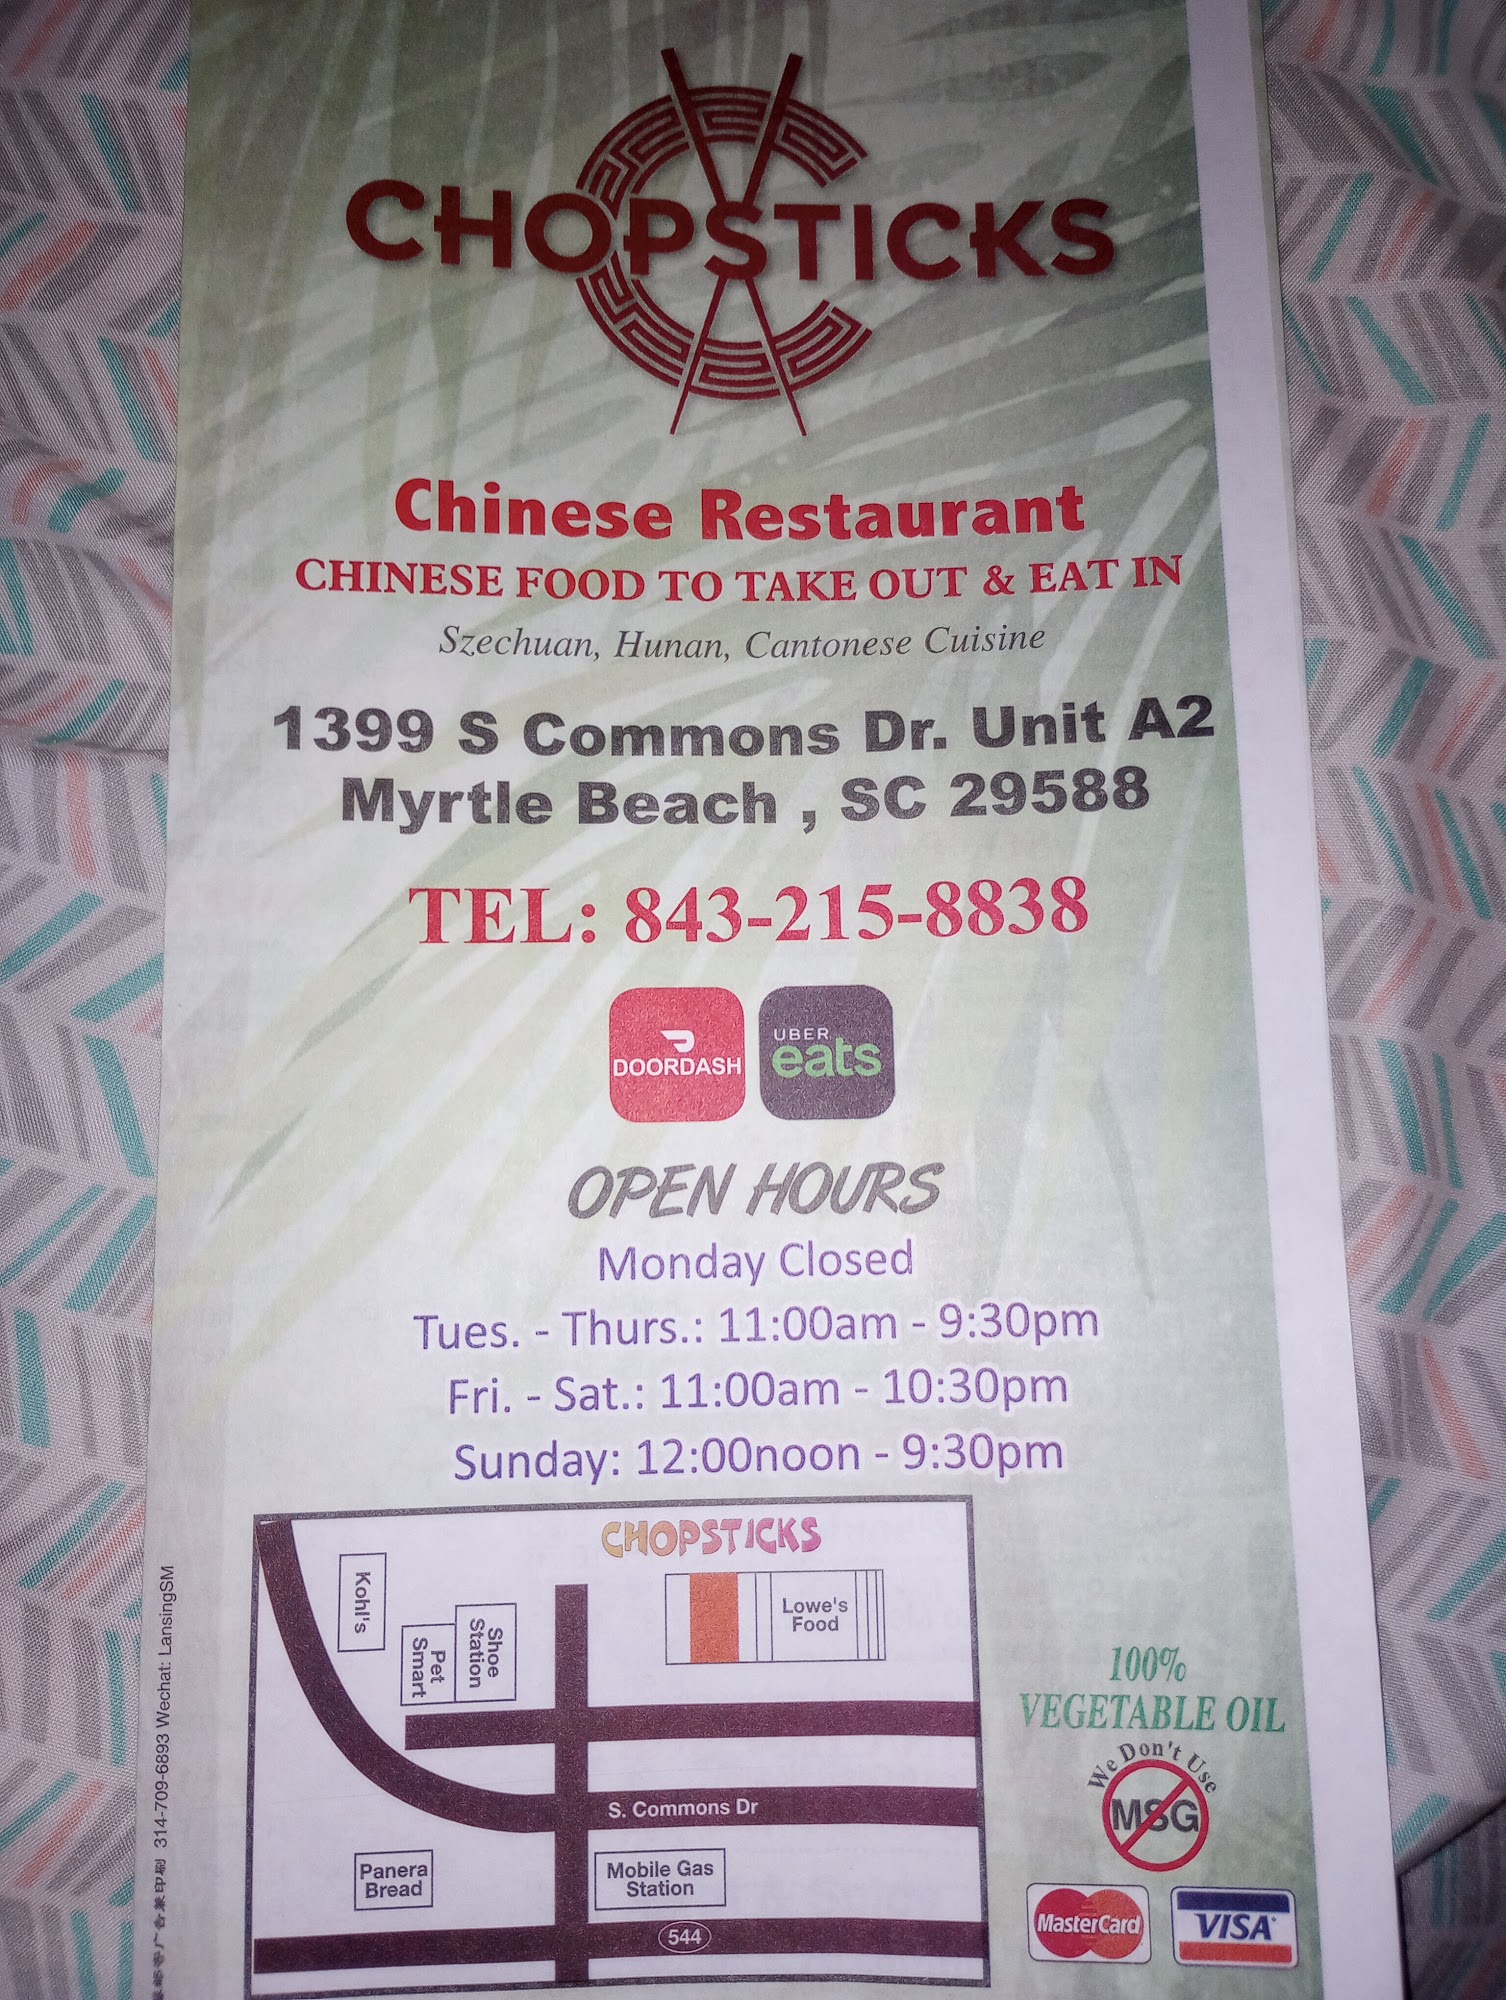 CHOPSTICKS
Chinese Restaurant
CHINESE FOOD TO TAKE OUT & EAT IN
Szechuan, Hunan, Cantonese Cuisine
1399 S Commons Dr. Unit A2
Myrtle Beach , SC 29588
TEL: 843-215-8838
DOORDASH
UBER
eats
OPEN HOURS
Monday Closed
Tues. - Thurs.: 11:00am - 9:30pm
Fri. - Sat.: 11:00am - 10:30pm
Sunday: 12:00noon - 9:30pm
CHOPSTICKS
Kohl's
Shoe
Station
Pet
Smart
Lowe's
Food
S. Commons Dr
Panera
Bread
Mobile Gas
Station
544
100%
VEGETABLE OIL
We Don't Use
MSG
MasterCard
VISA
314-709-6893 Wechat: LansingSM